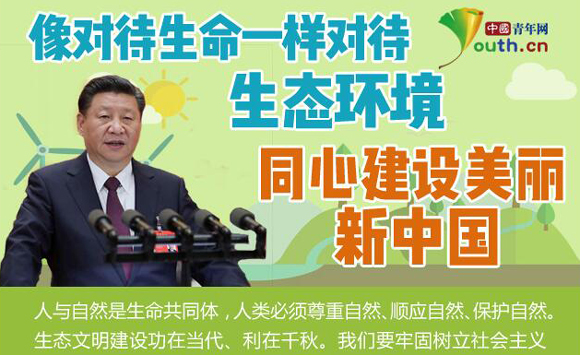 像对待生命一样对待
中國青年网
Youth.cn
生态环境
同心建设美丽
新中国
人与自然是生命共同体，人类必须尊重自然、顺应自然、保护自然。
生态文明建设功在当代、利在千秋。我们要牢固树立社会主义